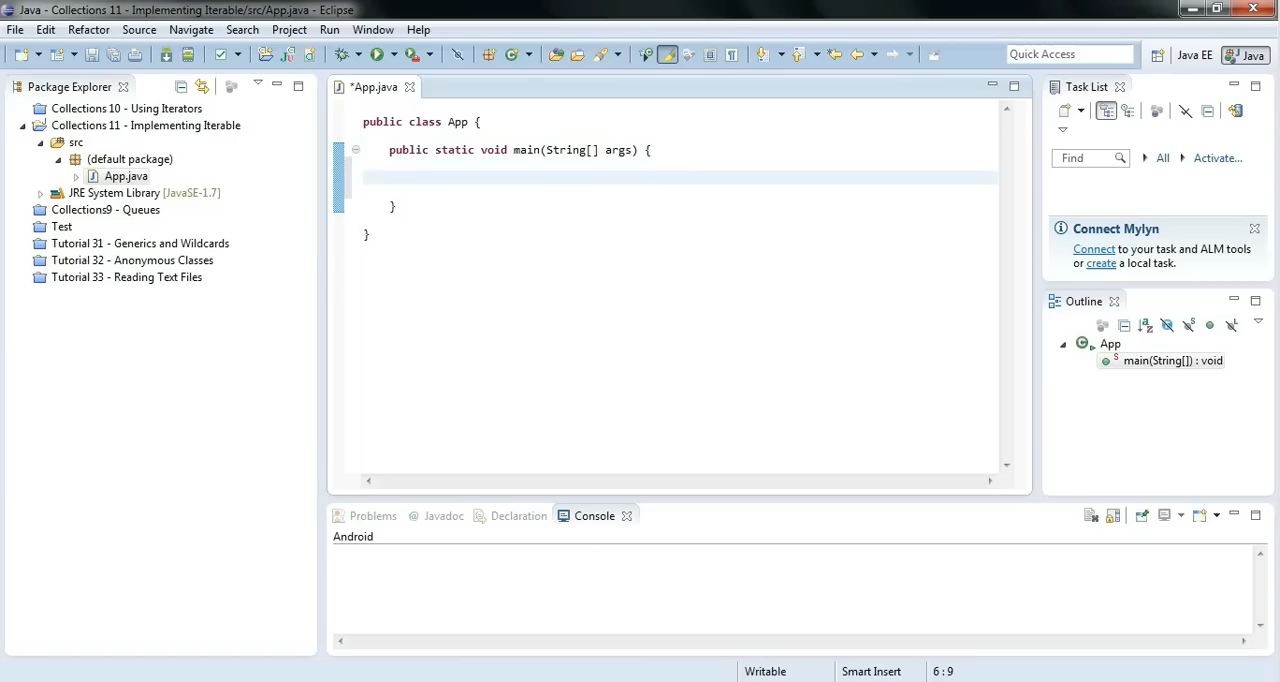 Java - Collections 11 - Implementing Iterable/src/App.java - Eclipse
File Edit Refactor Source Navigate Search Project Run Window Help
Quick Access
Java EE
Java
Package Explorer
Collections 10 - Using Iterators
Collections 11 - Implementing Iterable
src
(default package)
App.java
JRE System Library [JavaSE-1.7]
Collections9 - Queues
Test
Tutorial 31 - Generics and Wildcards
Tutorial 32 - Anonymous Classes
Tutorial 33 - Reading Text Files
*App.java
public class App {
public static void main(String[] args) {
}
}
Task List
Find
All
Activate...
Connect Mylyn
Connect to your task and ALM tools
or create a local task.
Outline
App
main(String[]) : void
Problems @ Javadoc Declaration Console
Android
Writable
Smart Insert
6 : 9